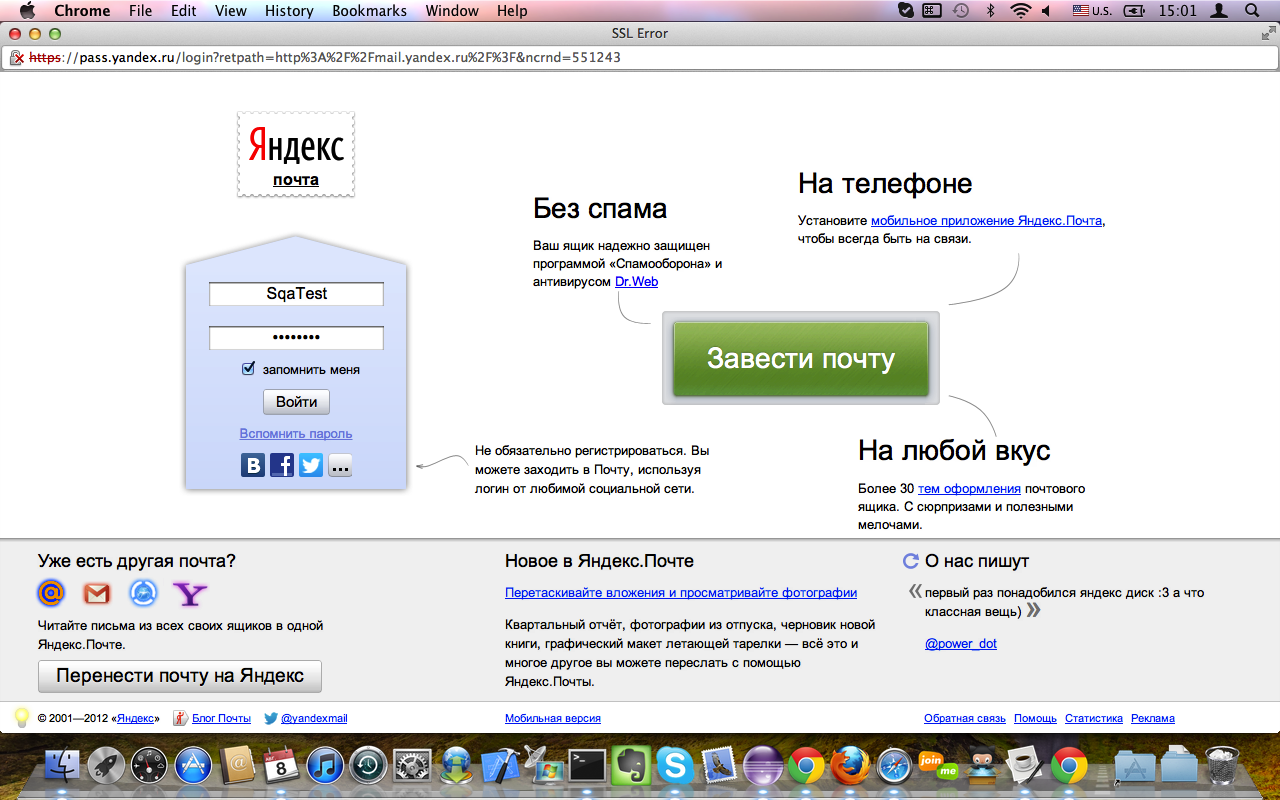 Chrome File Edit View History Bookmarks Window Help U.S. 15:01
SSL Error
https://pass.yandex.ru/login?retpath=http%3A%2F%2Fmail.yandex.ru%2F%3F&ncrnd=551243
Яндекс
почта
SqaTest
••••••••
запомнить меня
Войти
Вспомнить пароль
В f ...
Без спама
Ваш ящик надежно защищен
программой «Спамооборона» и
антивирусом Dr.Web
На телефоне
Установите мобильное приложение Яндекс.Почта,
чтобы всегда быть на связи.
Завести почту
Не обязательно регистрироваться. Вы
можете заходить в Почту, используя
логин от любимой социальной сети.
На любой вкус
Более 30 тем оформления почтового
ящика. С сюрпризами и полезными
мелочами.
Уже есть другая почта?
Читайте письма из всех своих ящиков в одной
Яндекс.Почте.
Перенести почту на Яндекс
Новое в Яндекс.Почте
Перетаскивайте вложения и просматривайте фотографии
Квартальный отчёт, фотографии из отпуска, черновик новой
книги, графический макет летающей тарелки — всё это и
многое другое вы можете переслать с помощью
Яндекс.Почты.
О нас пишут
« первый раз понадобился яндекс диск :3 а что
классная вещь) »
@power_dot
© 2001—2012 «Яндекс» Блог Почты @yandexmail Мобильная версия Обратная связь Помощь Статистика Реклама
8
join
me